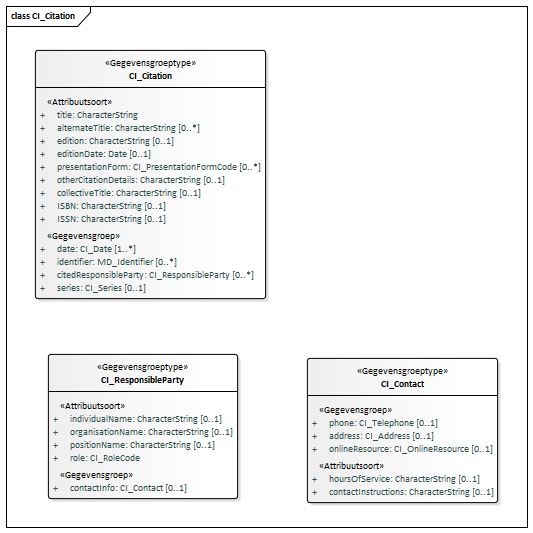 class CI_Citation
«Gegevensgroeptype»
CI_Citation
«Attribuutsoort»
+ title: CharacterString
+ alternateTitle: CharacterString [0..*]
+ edition: CharacterString [0..1]
+ editionDate: Date [0..1]
+ presentationForm: CI_PresentationFormCode [0..*]
+ otherCitationDetails: CharacterString [0..1]
+ collectiveTitle: CharacterString [0..1]
+ ISBN: CharacterString [0..1]
+ ISSN: CharacterString [0..1]
«Gegevensgroep»
+ date: CI_Date [1..*]
+ identifier: MD_Identifier [0..*]
+ citedResponsibleParty: CI_ResponsibleParty [0..*]
+ series: CI_Series [0..1]
«Gegevensgroeptype»
CI_ResponsibleParty
«Attribuutsoort»
+ individualName: CharacterString [0..1]
+ organisationName: CharacterString [0..1]
+ positionName: CharacterString [0..1]
+ role: CI_RoleCode
«Gegevensgroep»
+ contactInfo: CI_Contact [0..1]
«Gegevensgroeptype»
CI_Contact
«Gegevensgroep»
+ phone: CI_Telephone [0..1]
+ address: CI_Address [0..1]
+ onlineResource: CI_OnlineResource [0..1]
«Attribuutsoort»
+ hoursOfService: CharacterString [0..1]
+ contactInstructions: CharacterString [0..1]